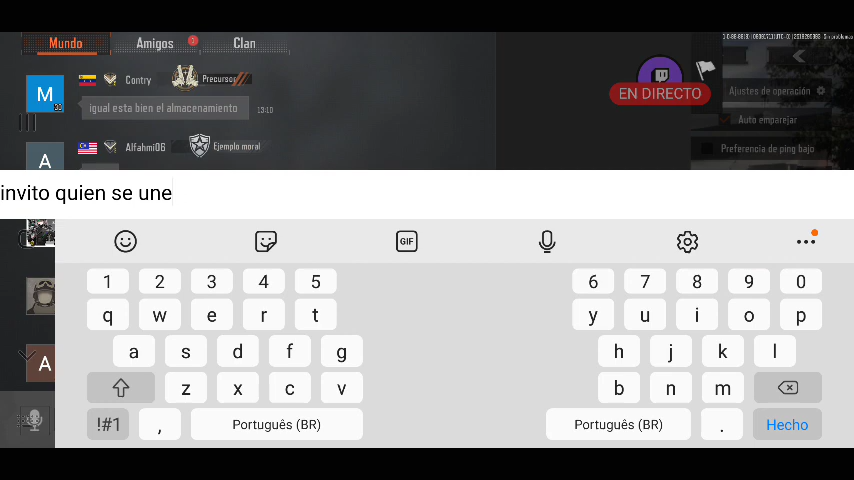 Mundo
Amigos
Clan
Contry
Precursor
M
igual esta bien el almacenamiento
13:10
Alfahmi06
Ejemplo moral
A
EN DIRECTO
Ajustes de operación
Auto emparejar
Preferencia de ping bajo
invito quien se une
GIF
1 2 3 4 5 6 7 8 9 0
q w e r t y u i o p
a s d f g h j k l
z x c v b n m
!#1 , Português (BR) Português (BR) . Hecho
A